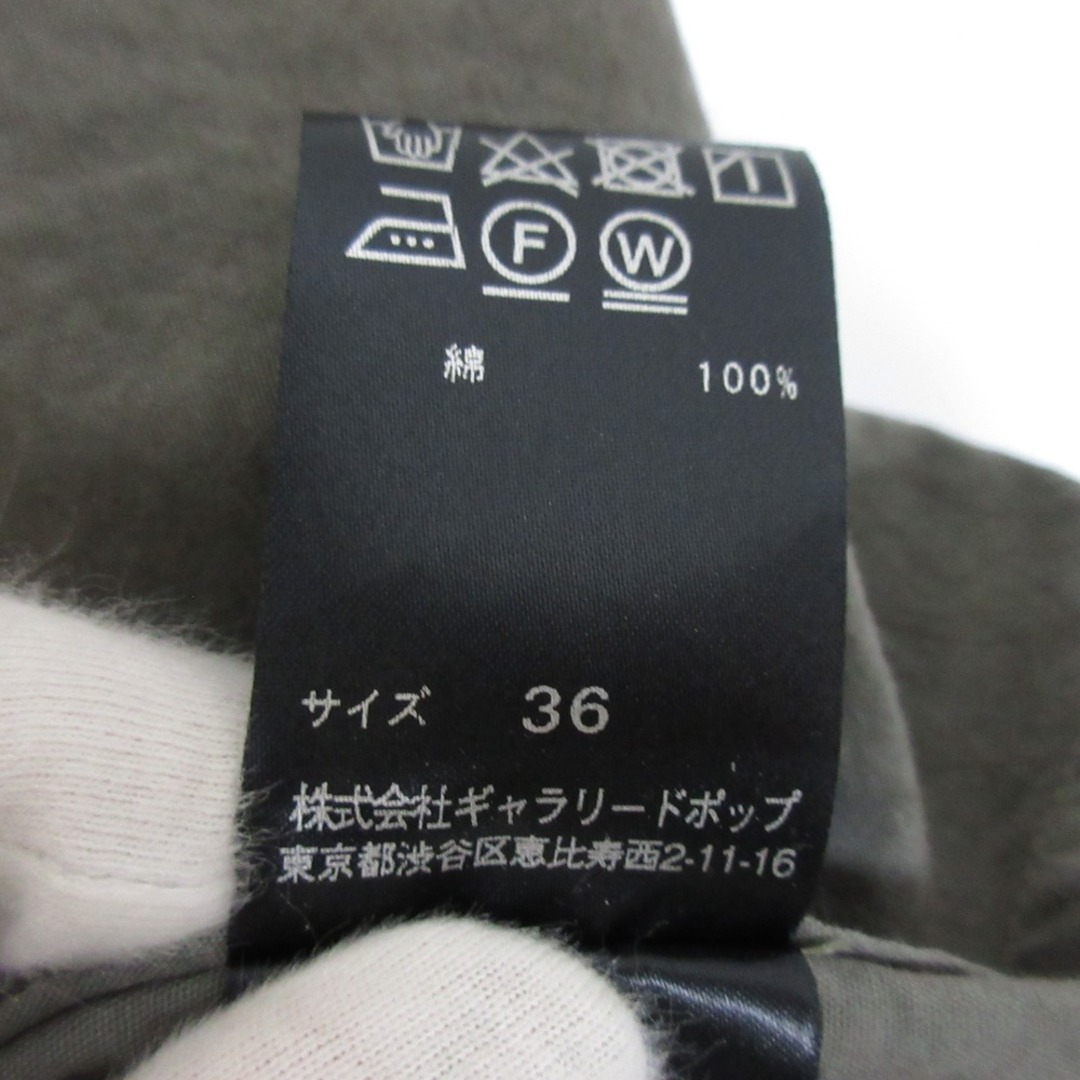 F W
綿 100%
サイズ 36
株式会社ギャラリードポップ
東京都渋谷区恵比寿西2-11-16